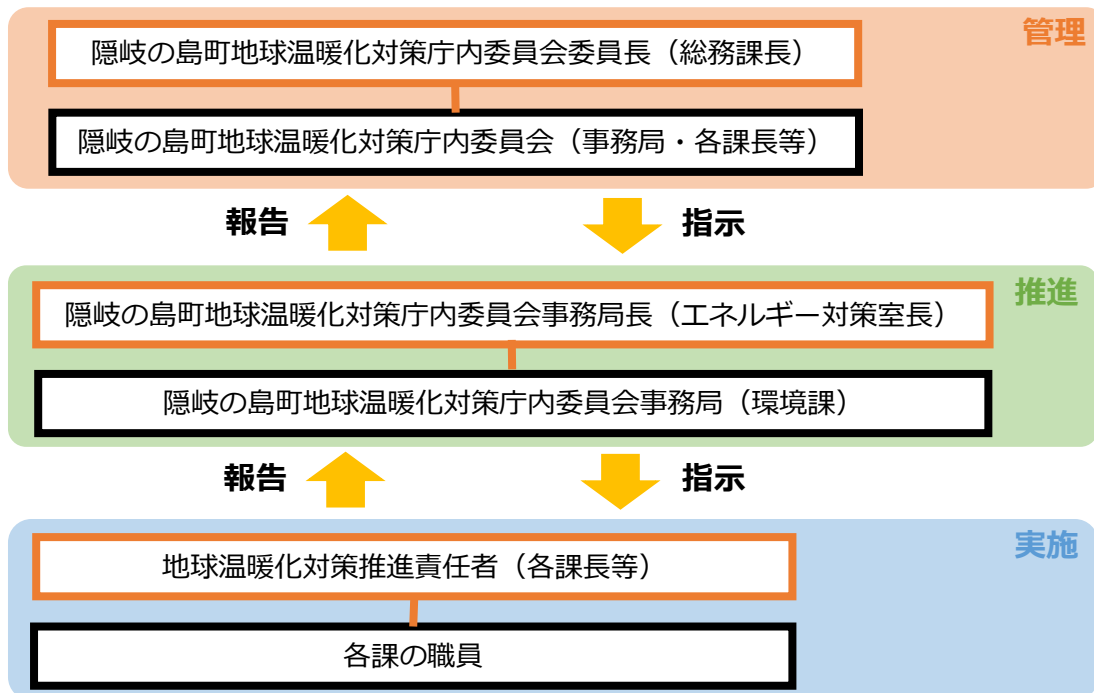 管理
隠岐の島町地球温暖化対策庁内委員会委員長（総務課長）
隠岐の島町地球温暖化対策庁内委員会（事務局・各課長等）
報告
指示
推進
隠岐の島町地球温暖化対策庁内委員会事務局長（エネルギー対策室長）
隠岐の島町地球温暖化対策庁内委員会事務局（環境課）
報告
指示
実施
地球温暖化対策推進責任者（各課長等）
各課の職員